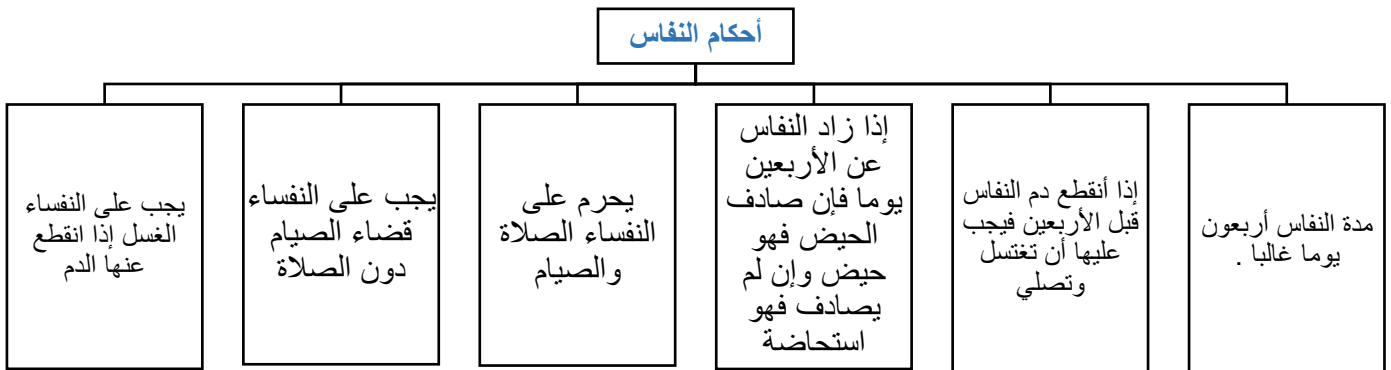 أحكام النفاس
مدة النفاس أربعون
يوما غالبا .
إذا أنقطع دم النفاس
قبل الأربعين فيجب
عليها أن تغتسل
وتصلي
إذا زاد النفاس
عن الأربعين
يوما فإن صادف
الحيض فهو
حيض وإن لم
يصادف فهو
استحاضة
يحرم على
النفساء الصلاة
والصيام
يجب على النفساء
قضاء الصيام
دون الصلاة
يجب على النفساء
الغسل إذا انقطع
عنها الدم